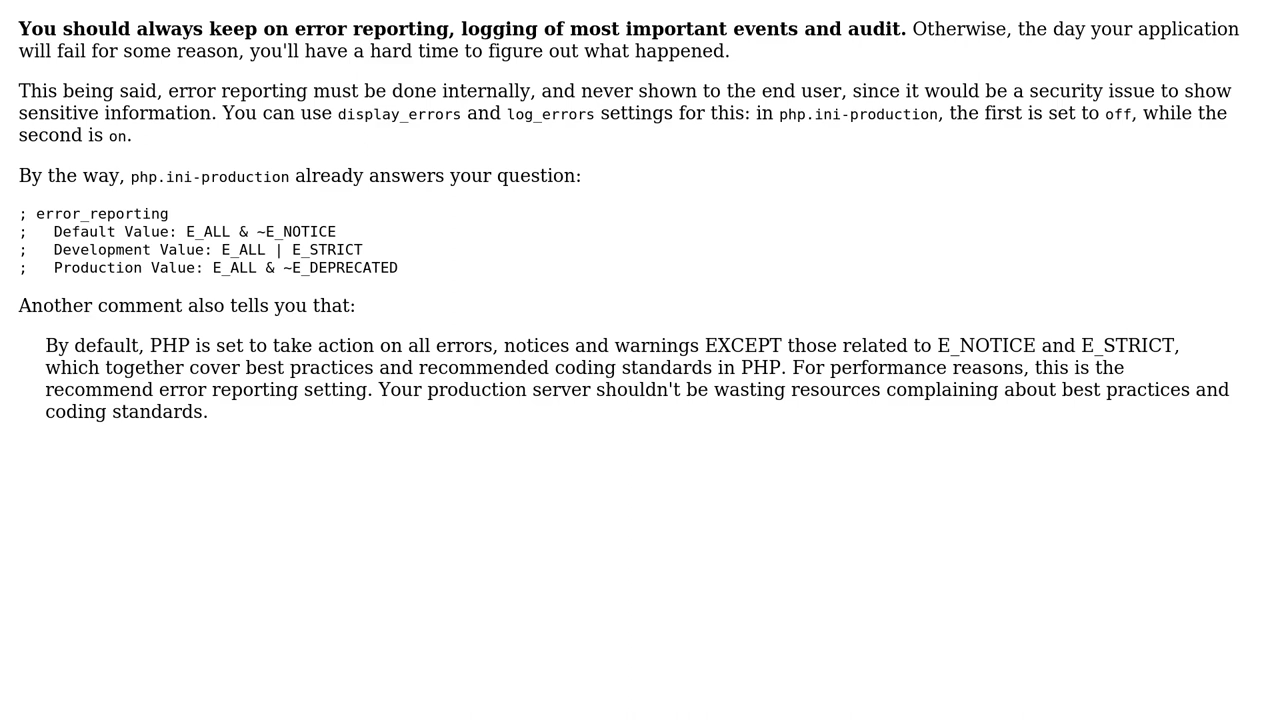 You should always keep on error reporting, logging of most important events and audit. Otherwise, the day your application
will fail for some reason, you'll have a hard time to figure out what happened.
This being said, error reporting must be done internally, and never shown to the end user, since it would be a security issue to show
sensitive information. You can use display_errors and log_errors settings for this: in php.ini-production, the first is set to off, while the
second is on.
By the way, php.ini-production already answers your question:
; error_reporting
;   Default Value: E_ALL & ~E_NOTICE
;   Development Value: E_ALL | E_STRICT
;   Production Value: E_ALL & ~E_DEPRECATED
Another comment also tells you that:
By default, PHP is set to take action on all errors, notices and warnings EXCEPT those related to E_NOTICE and E_STRICT,
which together cover best practices and recommended coding standards in PHP. For performance reasons, this is the
recommend error reporting setting. Your production server shouldn't be wasting resources complaining about best practices and
coding standards.